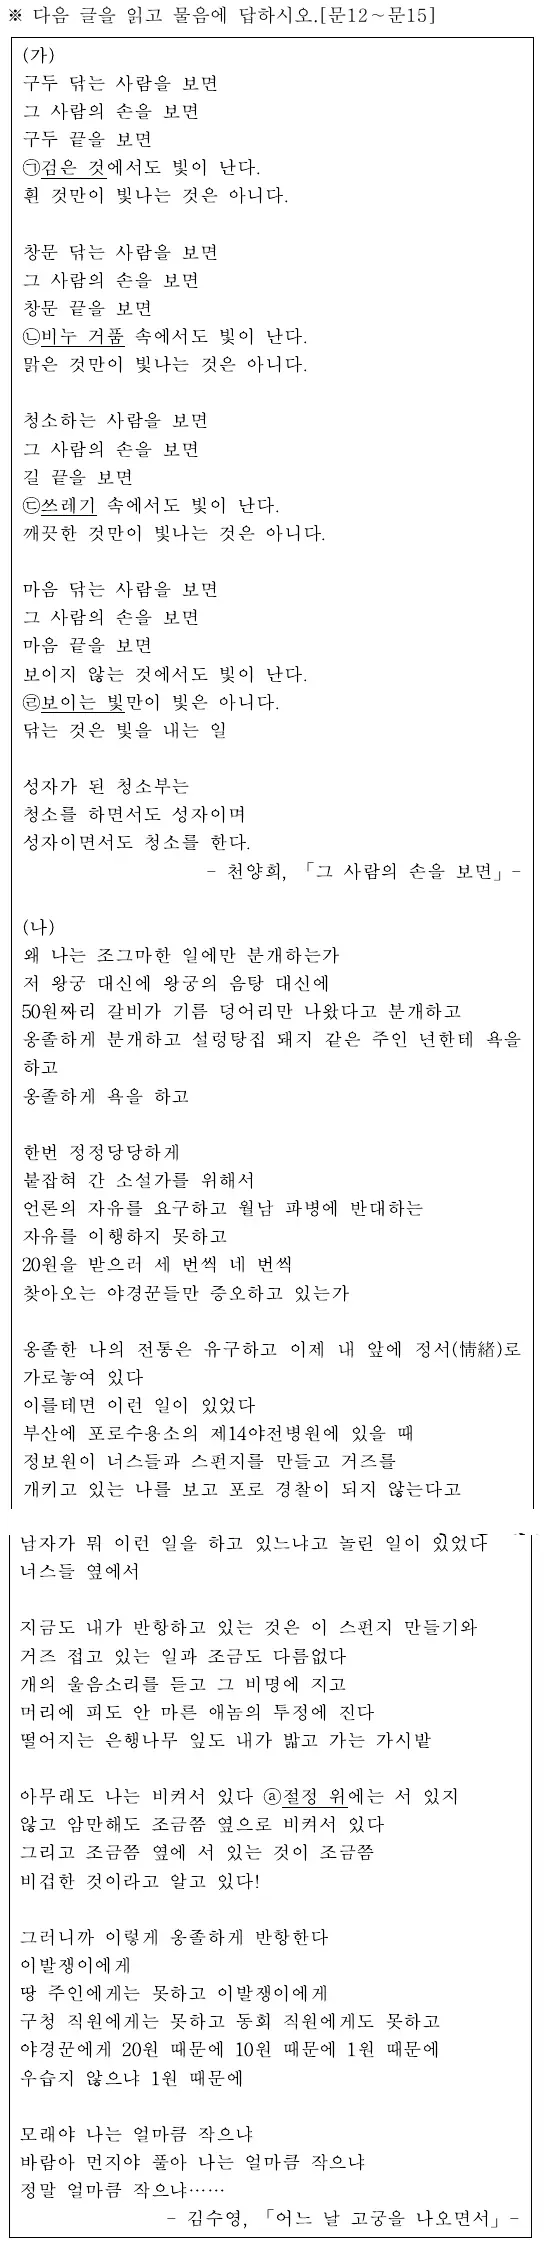 ※ 다음 글을 읽고 물음에 답하시오.[문12～문15]
(가)
구두 닦는 사람을 보면
그 사람의 손을 보면
구두 끝을 보면
㉠검은 것에서도 빛이 난다.
흰 것만이 빛나는 것은 아니다.
창문 닦는 사람을 보면
그 사람의 손을 보면
창문 끝을 보면
㉡비누 거품 속에서도 빛이 난다.
맑은 것만이 빛나는 것은 아니다.
청소하는 사람을 보면
그 사람의 손을 보면
길 끝을 보면
㉢쓰레기 속에서도 빛이 난다.
깨끗한 것만이 빛나는 것은 아니다.
마음 닦는 사람을 보면
그 사람의 손을 보면
마음 끝을 보면
보이지 않는 것에서도 빛이 난다.
㉣보이는 빛만이 빛은 아니다.
닦는 것은 빛을 내는 일
성자가 된 청소부는
청소를 하면서도 성자이며
성자이면서도 청소를 한다.
- 천양희, 「그 사람의 손을 보면」-
(나)
왜 나는 조그마한 일에만 분개하는가
저 왕궁 대신에 왕궁의 음탕 대신에
50원짜리 갈비가 기름 덩어리만 나왔다고 분개하고
옹졸하게 분개하고 설렁탕집 돼지 같은 주인 년한테 욕을
하고
옹졸하게 욕을 하고
한번 정정당당하게
붙잡혀 간 소설가를 위해서
언론의 자유를 요구하고 월남 파병에 반대하는
자유를 이행하지 못하고
20원을 받으러 세 번씩 네 번씩
찾아오는 야경꾼들만 증오하고 있는가
옹졸한 나의 전통은 유구하고 이제 내 앞에 정서(情緖)로
가로놓여 있다
이를테면 이런 일이 있었다
부산에 포로수용소의 제14야전병원에 있을 때
정보원이 너스들과 스펀지를 만들고 거즈를
개키고 있는 나를 보고 포로 경찰이 되지 않는다고
남자가 뭐 이런 일을 하고 있느냐고 놀린 일이 있었다
너스들 옆에서
지금도 내가 반항하고 있는 것은 이 스펀지 만들기와
거즈 접고 있는 일과 조금도 다름없다
개의 울음소리를 듣고 그 비명에 지고
머리에 피도 안 마른 애놈의 투정에 진다
떨어지는 은행나무 잎도 내가 밟고 가는 가시밭
아무래도 나는 비켜서 있다 ⓐ절정 위에는 서 있지
않고 암만해도 조금쯤 옆으로 비켜서 있다
그리고 조금쯤 옆에 서 있는 것이 조금쯤
비겁한 것이라고 알고 있다!
그러니까 이렇게 옹졸하게 반항한다
이발쟁이에게
땅 주인에게는 못하고 이발쟁이에게
구청 직원에게는 못하고 동회 직원에게도 못하고
야경꾼에게 20원 때문에 10원 때문에 1원 때문에
우습지 않으냐 1원 때문에
모래야 나는 얼마큼 작으냐
바람아 먼지야 풀아 나는 얼마큼 작으냐
정말 얼마큼 작으냐……
- 김수영, 「어느 날 고궁을 나오면서」-